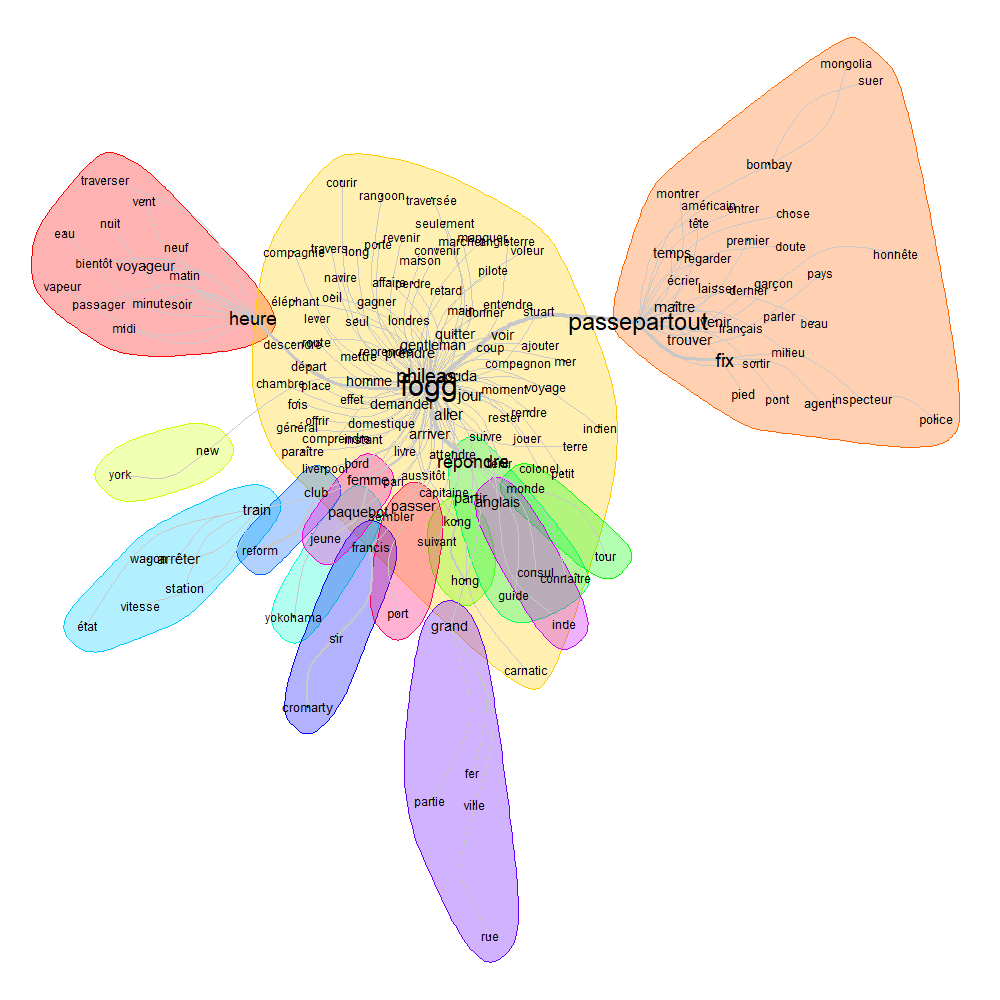 mongolia
suer
bombay
montrer
américain
entrer
chose
tête
premier
doute
temps
regarder
honnête
écrier
laisser
dernier
garçon
pays
maître
venir
français
parler
beau
passepartout
trouver
fix
sortir
milieu
pied
pont
agent
inspecteur
police
traverser
vent
nuit
eau
neuf
bientôt
voyageur
matin
vapeur
passager
minute
soir
midi
heure
courir
rangoon
traversée
seulement
compagnie
travers
long
porte
revenir
marche
manquer
angleterre
convenir
voleur
maison
navire
affaire
perdre
pilote
retard
éléphant
oeil
gagner
main
donner
entendre
stuart
lever
seul
londres
quitter
voir
descendre
route
reprendre
prendre
gentleman
coup
ajouter
mettre
départ
compagnon
mer
phileas
aouda
fogg
chambre
place
homme
jour
moment
voyage
fois
effet
demander
aller
rester
rendre
général
offrir
domestique
arriver
suivre
jouer
indien
comprendre
instant
paraître
livre
attendre
terre
liverpool
bord
répondre
tenir
colonel
petit
femme
part
aussitôt
club
capitaine
partir
anglais
monde
new
york
train
paquebot
sembler
passer
kong
reform
jeune
francis
suivant
wagon
arrêter
hong
consul
connaître
tour
station
guide
vitesse
yokohama
port
état
sir
grand
inde
carnatic
cromarty
fer
partie
ville
rue